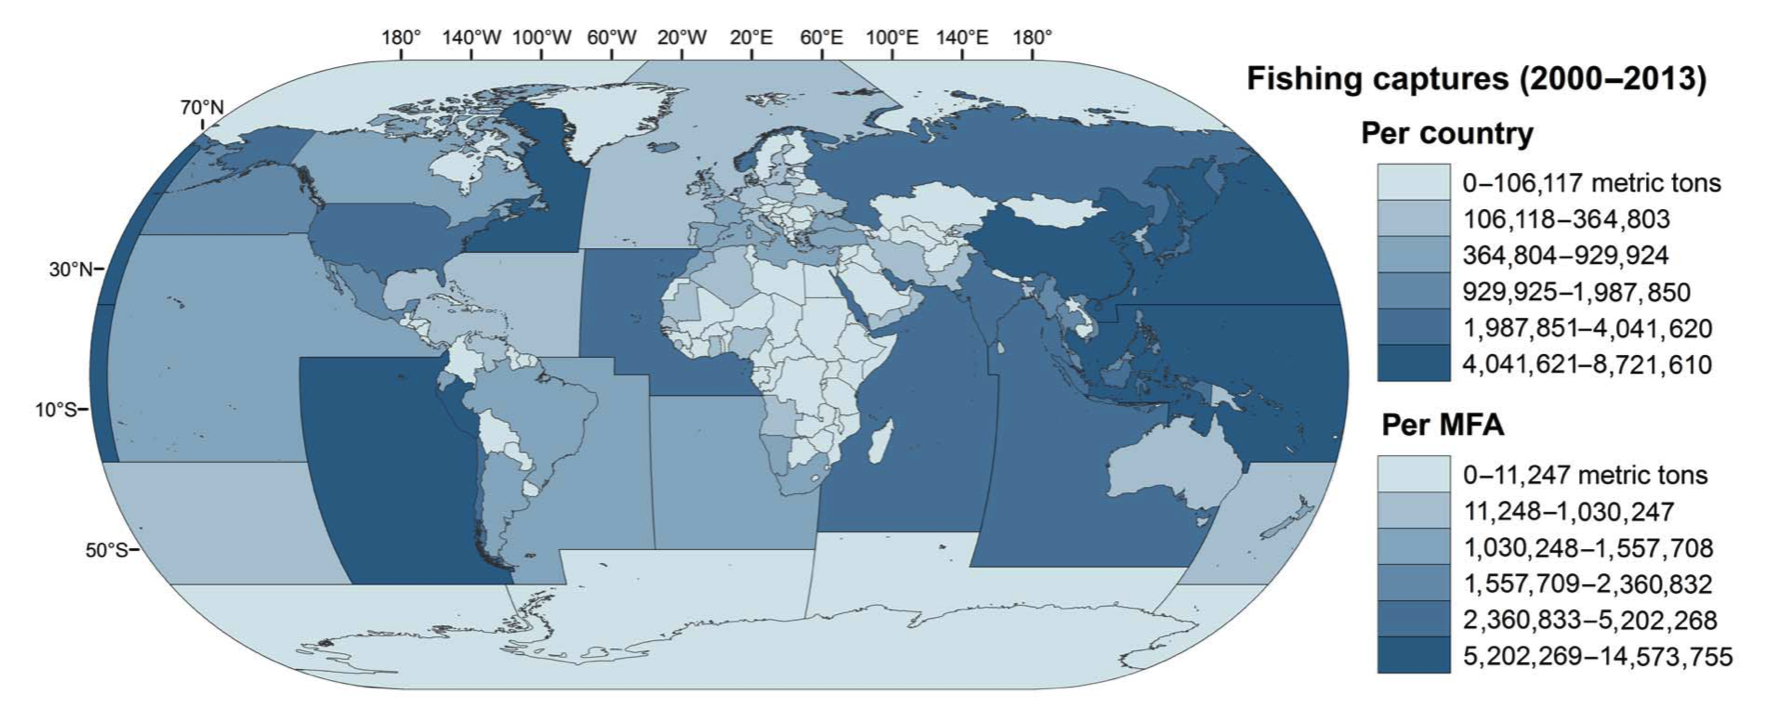 180° 140°W 100°W 60°W 20°W 20°E 60°E 100°E 140°E 180°
70°N
30°N
10°S
50°S
Fishing captures (2000–2013)
Per country
0–106,117 metric tons
106,118–364,803
364,804–929,924
929,925–1,987,850
1,987,851–4,041,620
4,041,621–8,721,610
Per MFA
0–11,247 metric tons
11,248–1,030,247
1,030,248–1,557,708
1,557,709–2,360,832
2,360,833–5,202,268
5,202,269–14,573,755